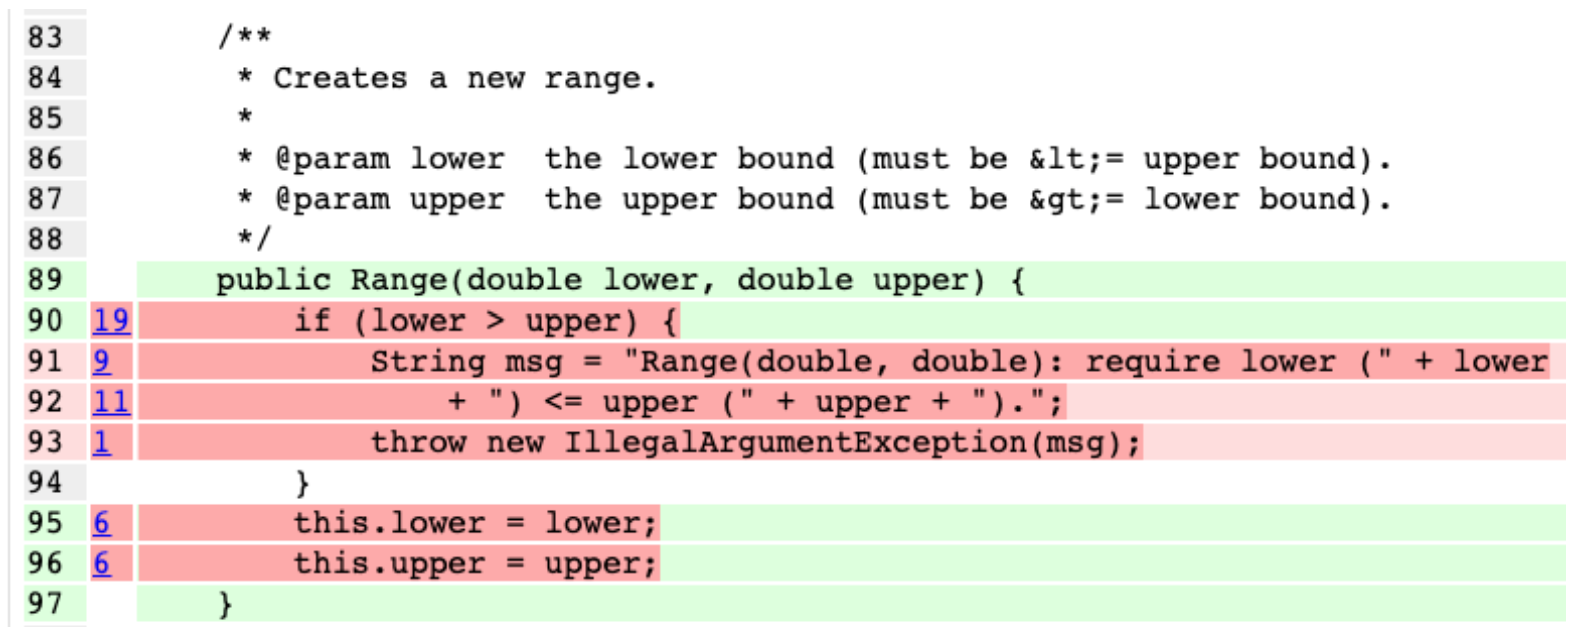 83 /**
84 * Creates a new range.
85 *
86 * @param lower  the lower bound (must be &lt;= upper bound).
87 * @param upper  the upper bound (must be &gt;= lower bound).
88 */
89 public Range(double lower, double upper) {
90 19 if (lower > upper) {
91 9 String msg = "Range(double, double): require lower (" + lower
92 11 + ") <= upper (" + upper + ").";
93 1 throw new IllegalArgumentException(msg);
94 }
95 6 this.lower = lower;
96 6 this.upper = upper;
97 }